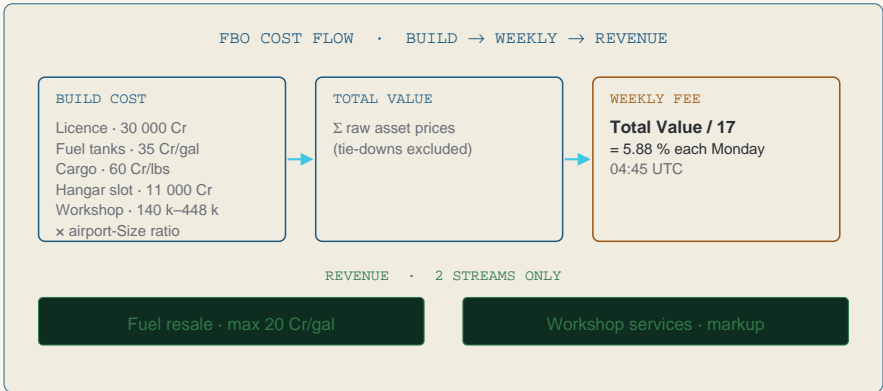 FBO COST FLOW · BUILD → WEEKLY → REVENUE
BUILD COST
Licence · 30 000 Cr
Fuel tanks · 35 Cr/gal
Cargo · 60 Cr/lbs
Hangar slot · 11 000 Cr
Workshop · 140 k–448 k
× airport-Size ratio
TOTAL VALUE
Σ raw asset prices
(tie-downs excluded)
WEEKLY FEE
Total Value / 17
= 5.88 % each Monday
04:45 UTC
REVENUE · 2 STREAMS ONLY
Fuel resale · max 20 Cr/gal
Workshop services · markup